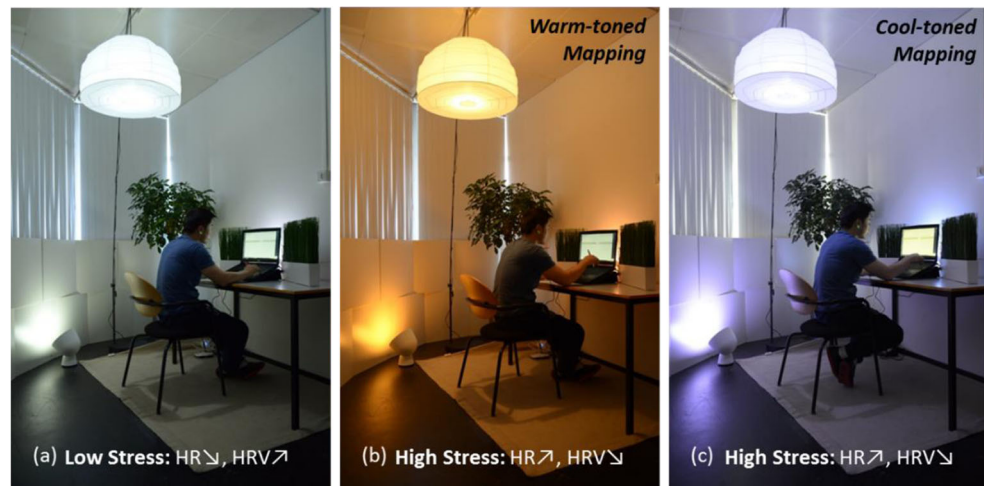 Warm-toned
Mapping
Cool-toned
Mapping
(a) Low Stress: HR↘, HRV↗
(b) High Stress: HR↗, HRV↘
(c) High Stress: HR↗, HRV↘